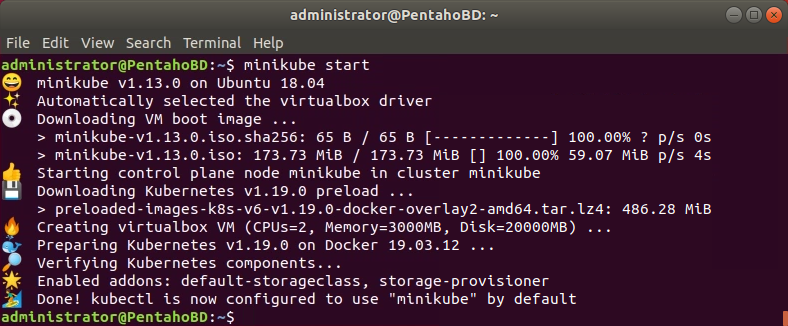 administrator@PentahoBD: ~
File Edit View Search Terminal Help
administrator@PentahoBD:~$ minikube start
😄 minikube v1.13.0 on Ubuntu 18.04
✨ Automatically selected the virtualbox driver
💿 Downloading VM boot image ...
> minikube-v1.13.0.iso.sha256: 65 B / 65 B [-------------] 100.00% ? p/s 0s
> minikube-v1.13.0.iso: 173.73 MiB / 173.73 MiB [] 100.00% 59.07 MiB p/s 4s
👍 Starting control plane node minikube in cluster minikube
💾 Downloading Kubernetes v1.19.0 preload ...
> preloaded-images-k8s-v6-v1.19.0-docker-overlay2-amd64.tar.lz4: 486.28 MiB
🔥 Creating virtualbox VM (CPUs=2, Memory=3000MB, Disk=20000MB) ...
🐳 Preparing Kubernetes v1.19.0 on Docker 19.03.12 ...
🔎 Verifying Kubernetes components...
🌟 Enabled addons: default-storageclass, storage-provisioner
🏄 Done! kubectl is now configured to use "minikube" by default
administrator@PentahoBD:~$